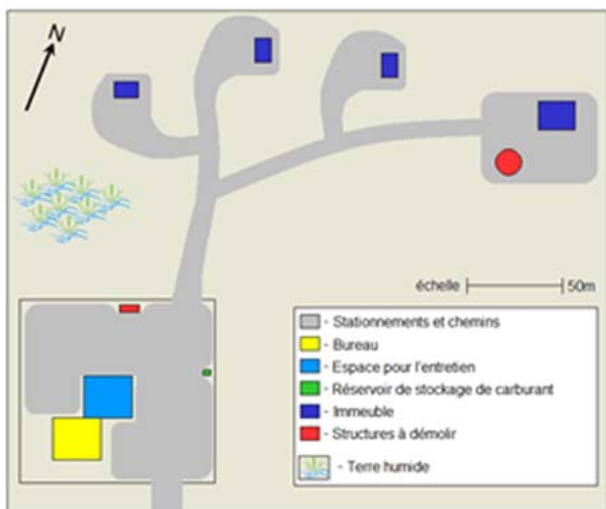 N
échelle
50m
- Stationnements et chemins
- Bureau
- Espace pour l'entretien
- Réservoir de stockage de carburant
- Immeuble
- Structures à démolir
- Terre humide